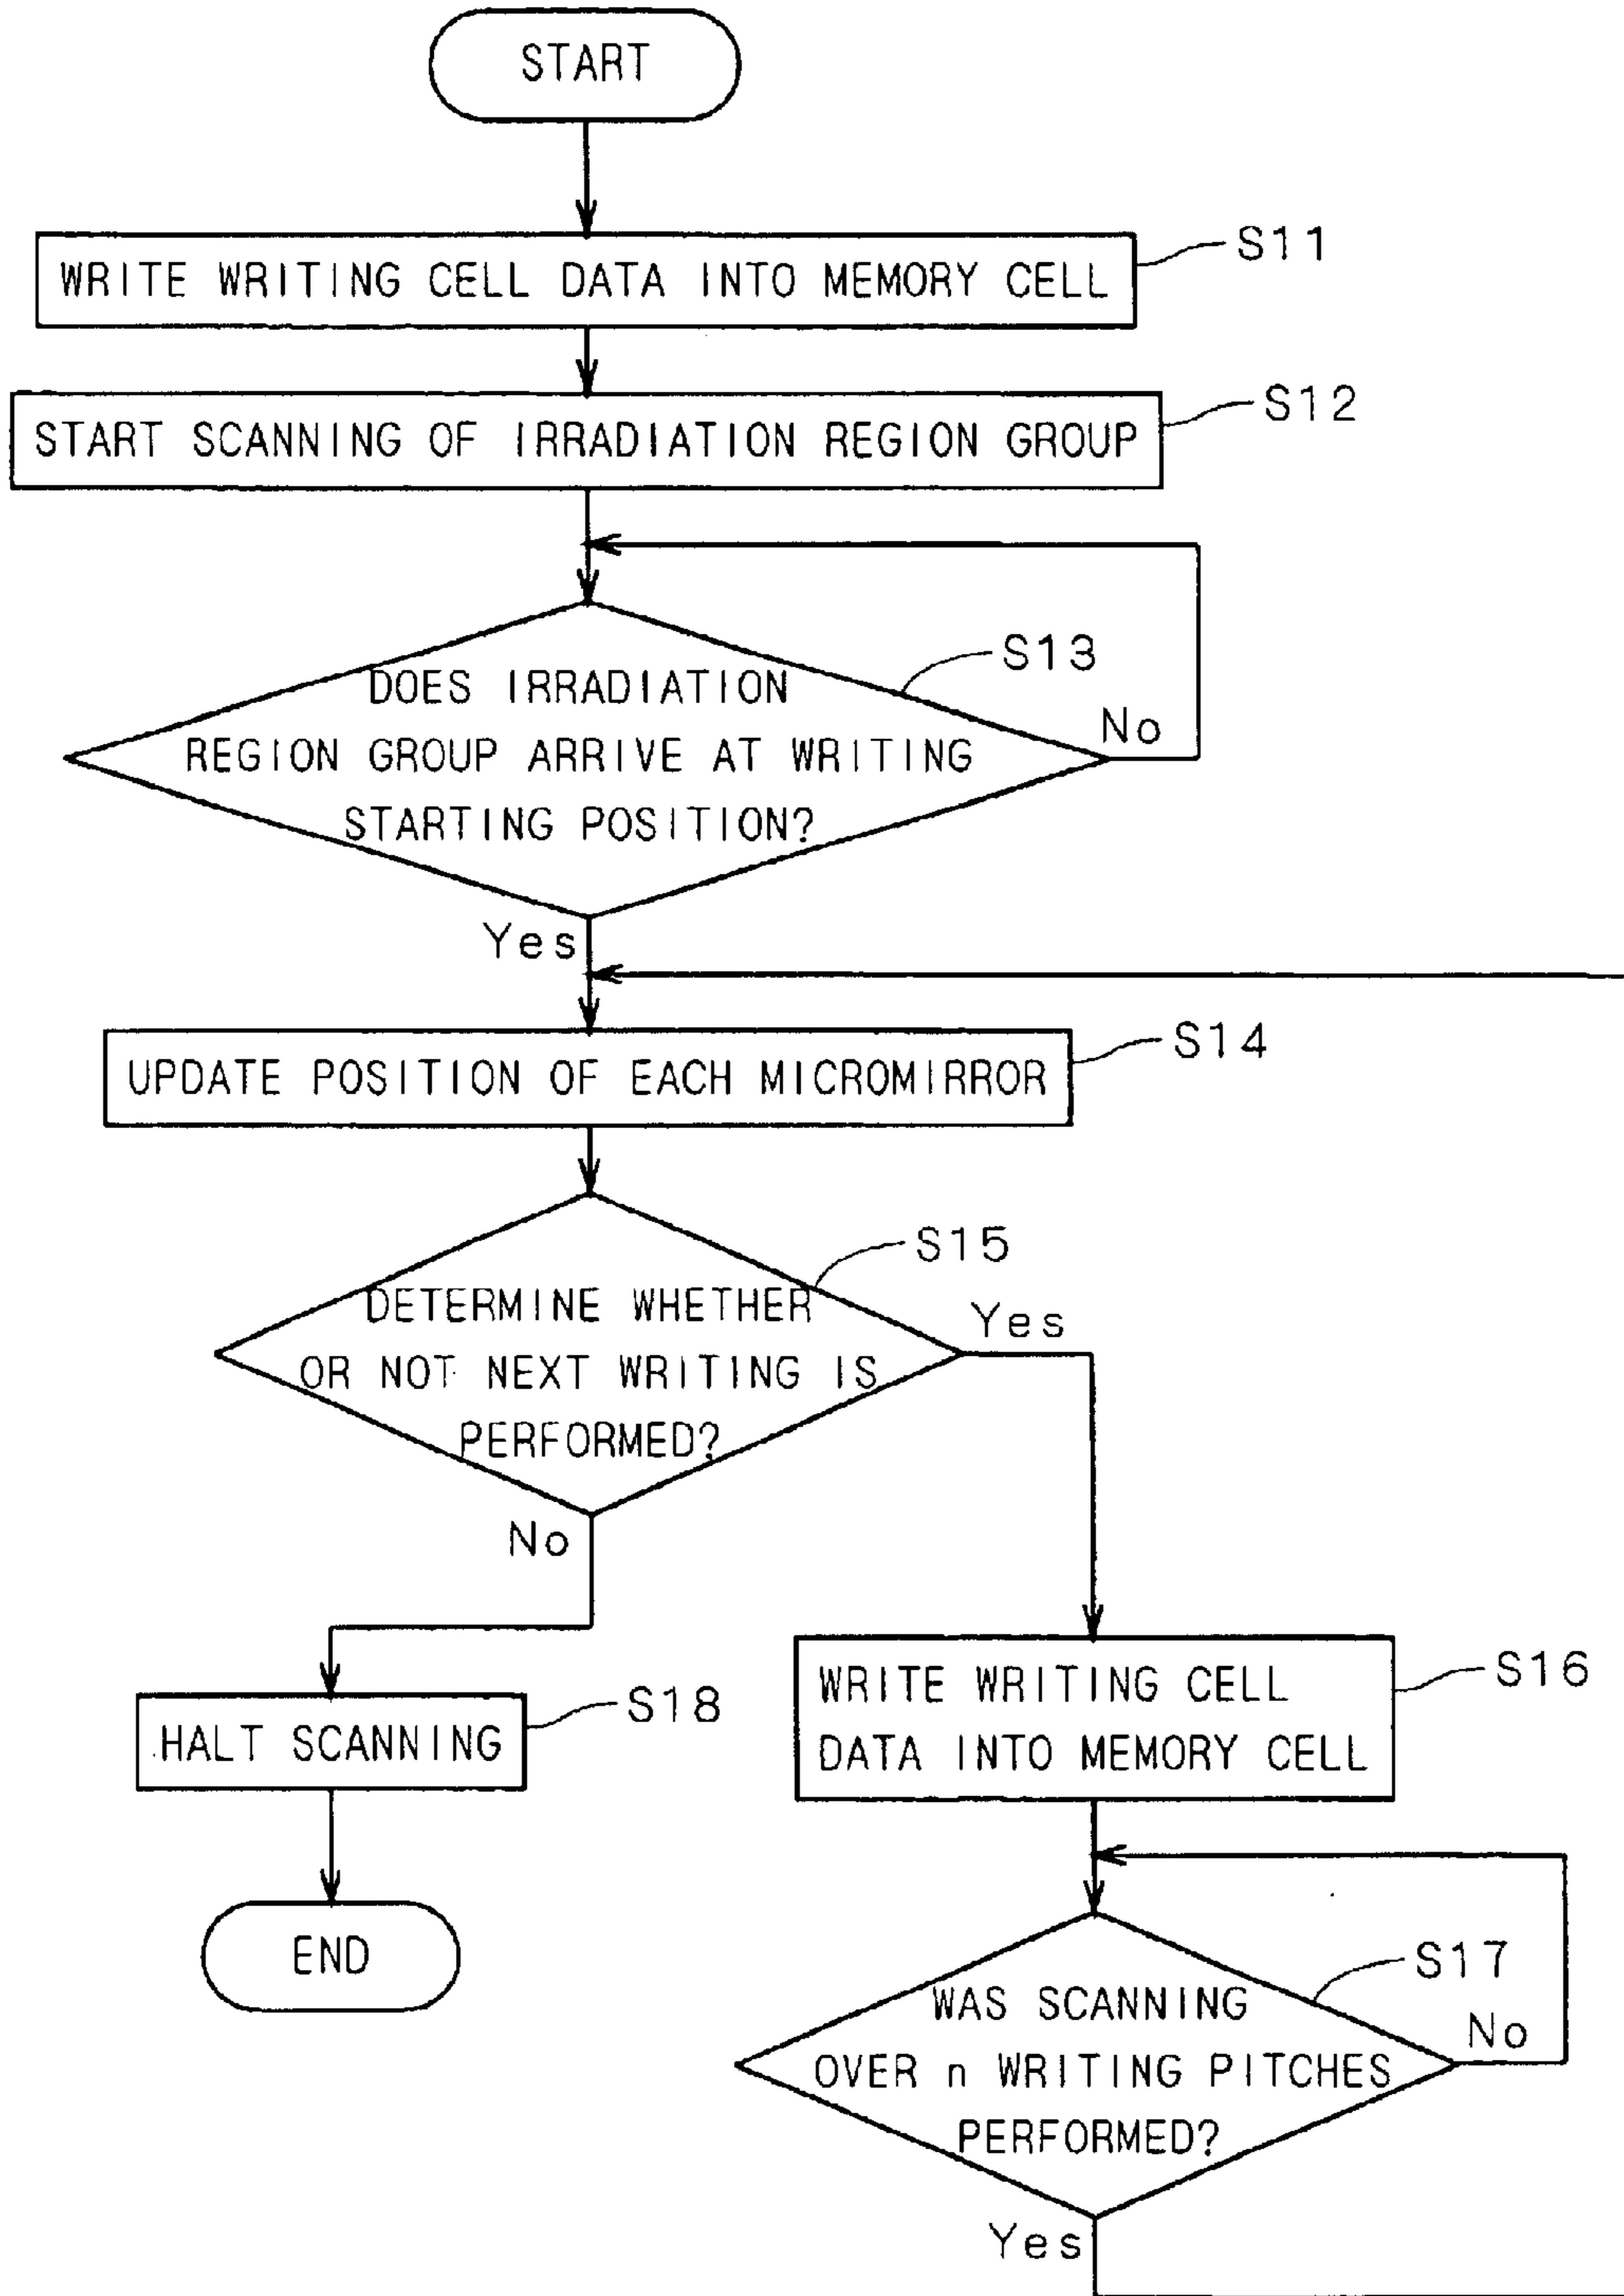 START
WRITE WRITING CELL DATA INTO MEMORY CELL
S11
START SCANNING OF IRRADIATION REGION GROUP
S12
DOES IRRADIATION
REGION GROUP ARRIVE AT WRITING
STARTING POSITION?
S13
No
Yes
UPDATE POSITION OF EACH MICROMIRROR
S14
DETERMINE WHETHER
OR NOT NEXT WRITING IS
PERFORMED?
S15
Yes
No
WRITE WRITING CELL
DATA INTO MEMORY CELL
S16
HALT SCANNING
S18
END
WAS SCANNING
OVER n WRITING PITCHES
PERFORMED?
S17
No
Yes